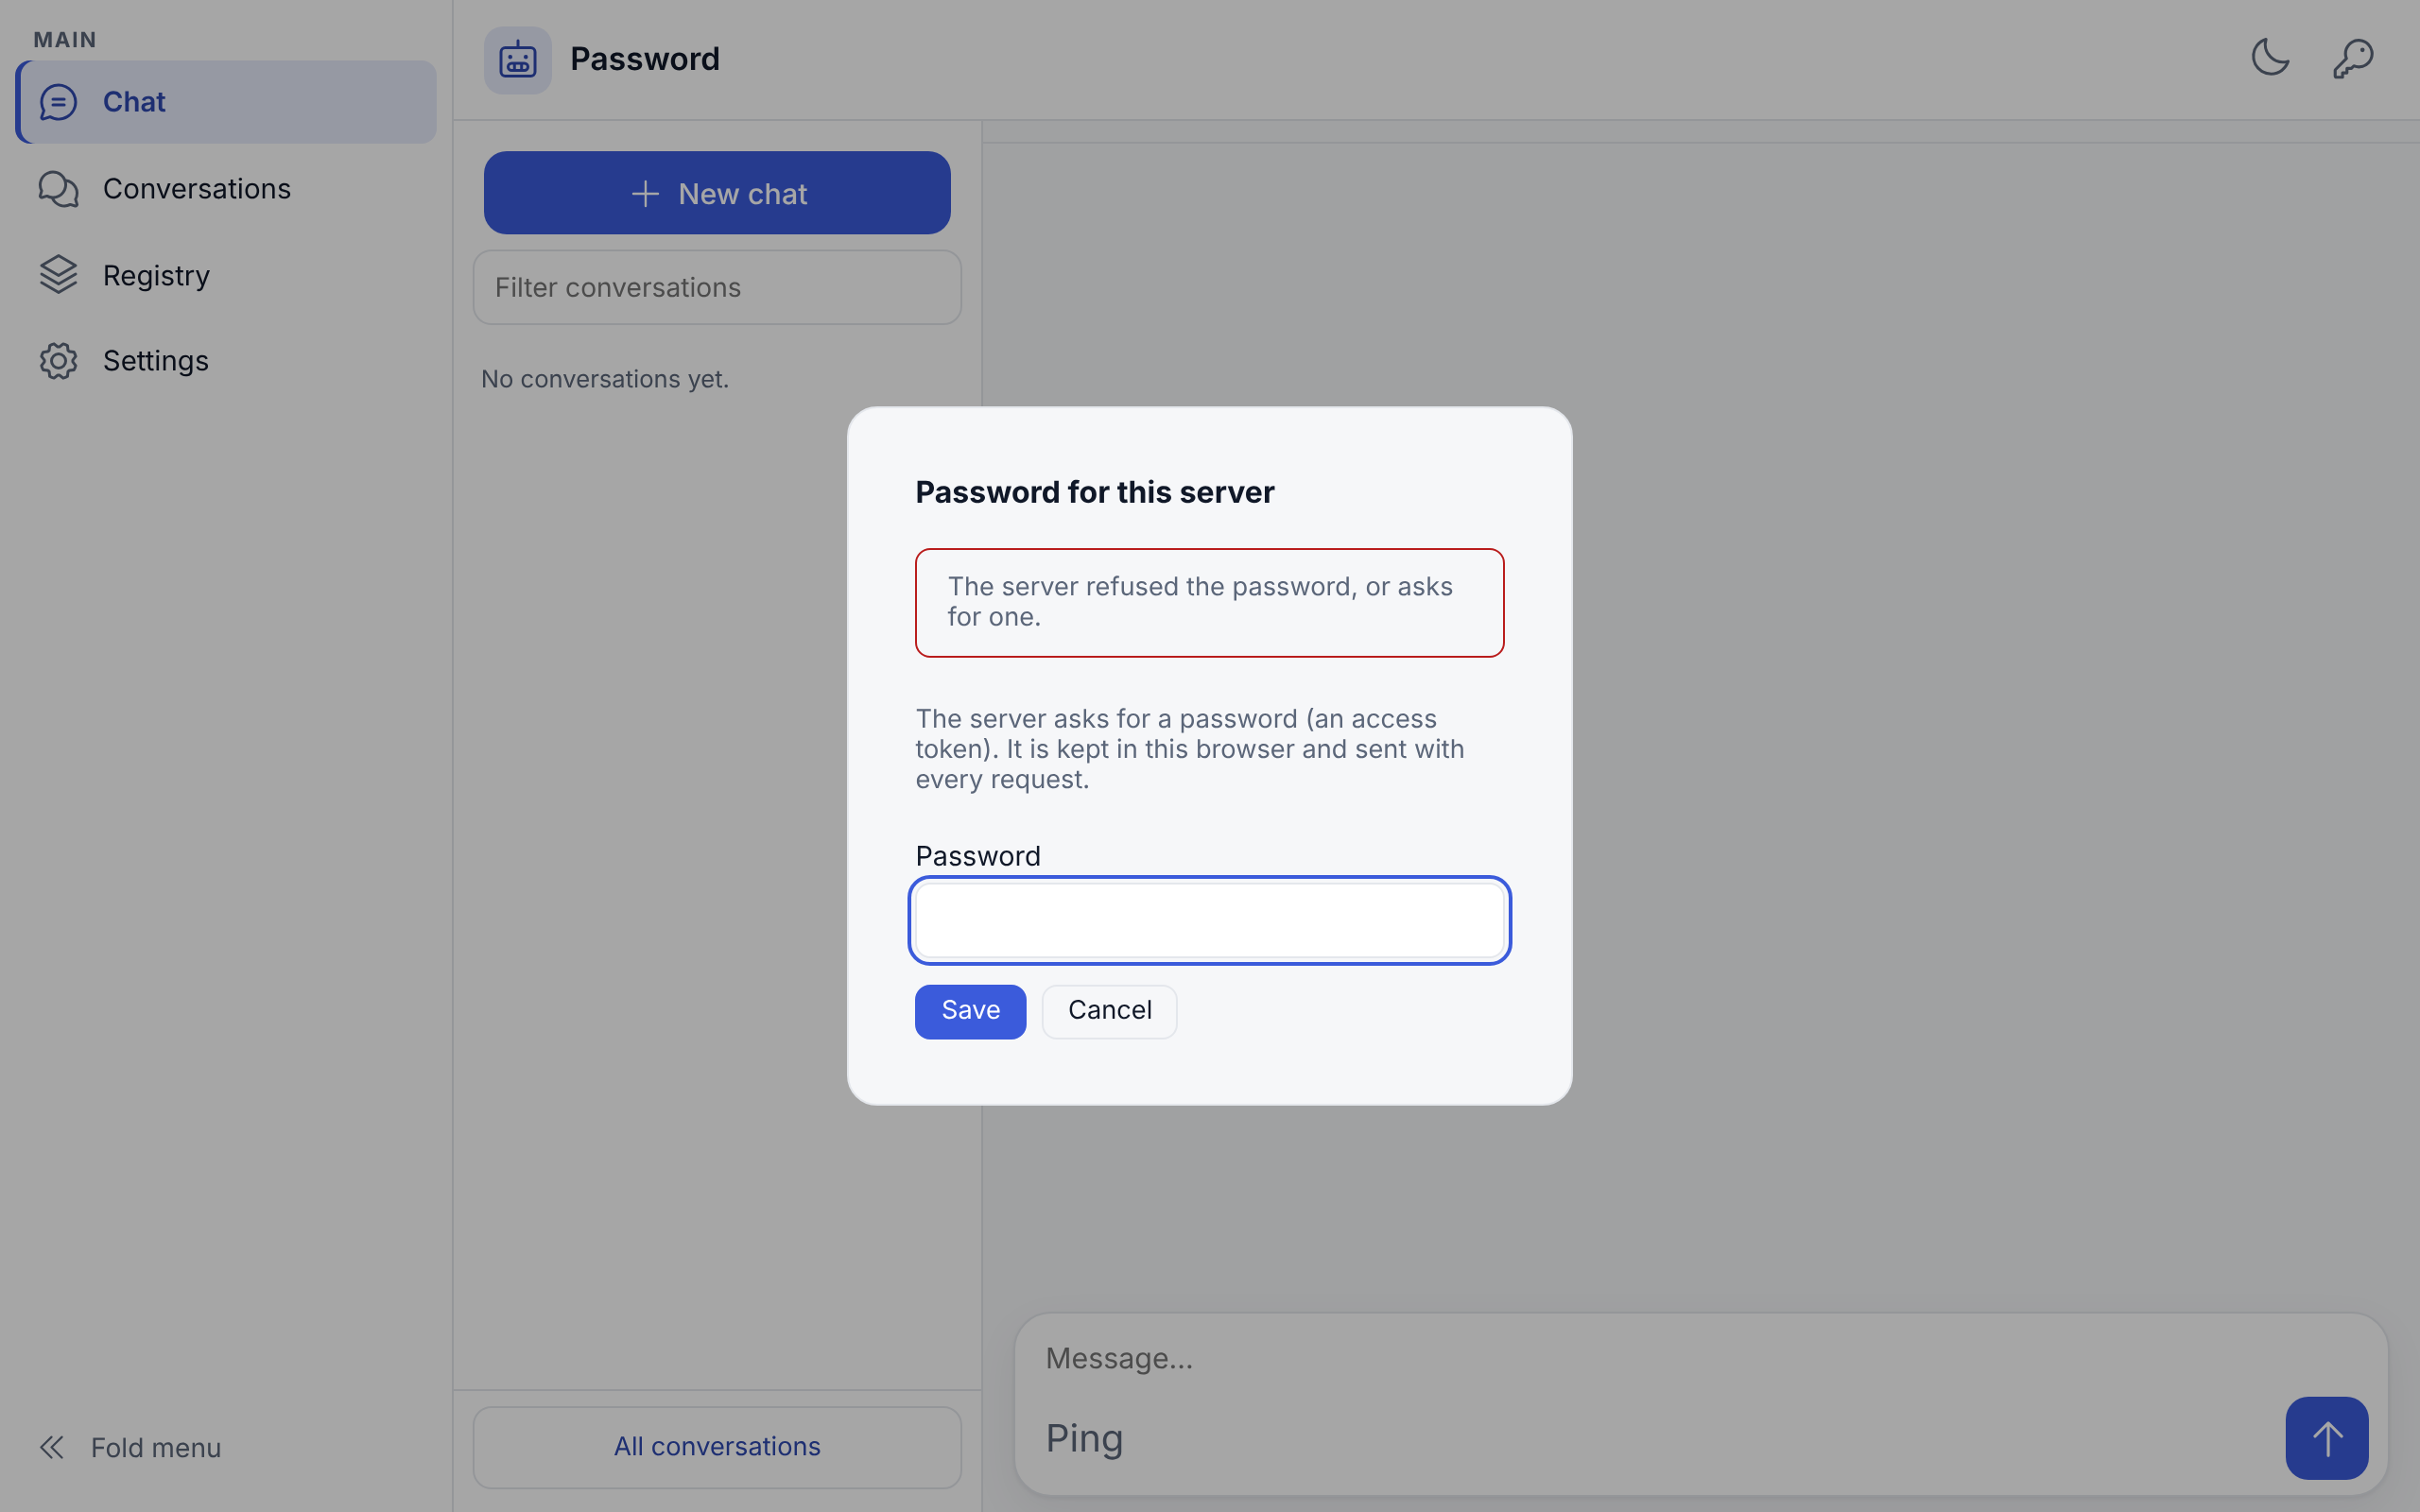 MAIN
Chat
Conversations
Registry
Settings
Fold menu
Password
New chat
Filter conversations
No conversations yet.
All conversations
Password for this server
The server refused the password, or asks
for one.
The server asks for a password (an access
token). It is kept in this browser and sent with
every request.
Password
Save
Cancel
Message...
Ping